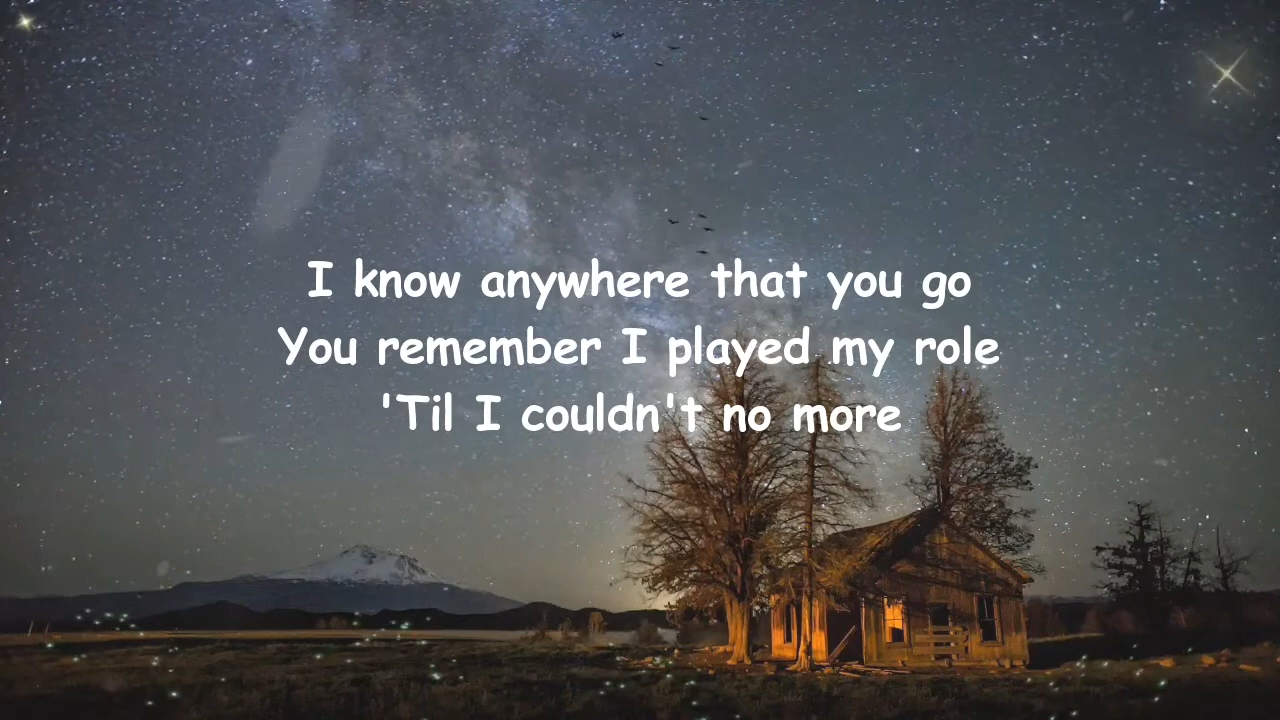 I know anywhere that you go
You remember I played my role
'Til I couldn't no more